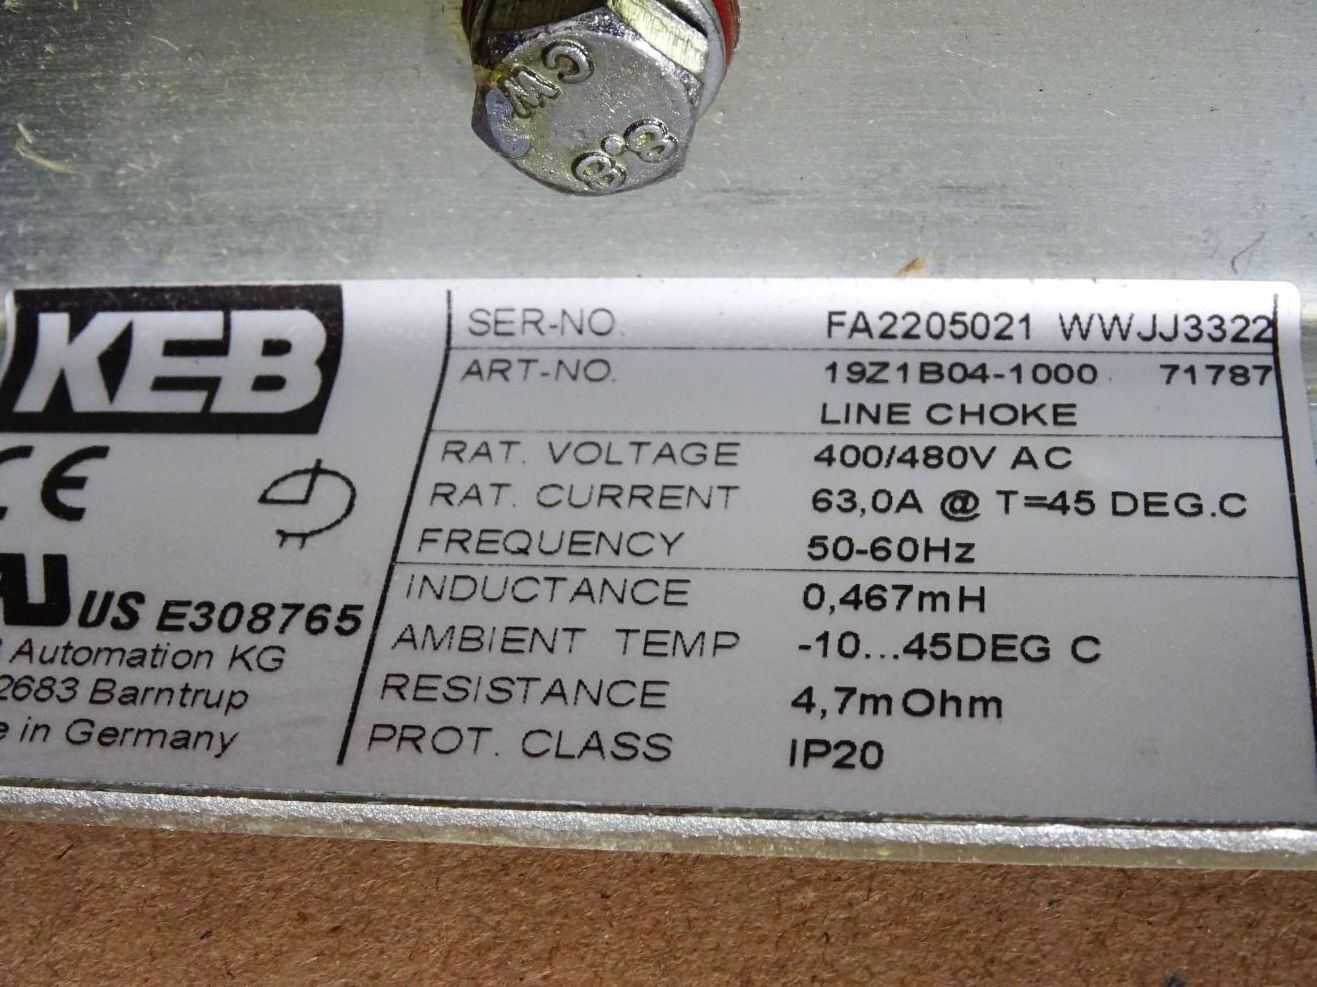 CW
8.8
KEB
SER-NO. FA2205021 WWJJ3322
ART-NO. 19Z1B04-1000 71787
LINE CHOKE
RAT. VOLTAGE 400/480V AC
RAT. CURRENT 63,0A @ T=45 DEG.C
FREQUENCY 50-60Hz
INDUCTANCE 0,467mH
AMBIENT TEMP -10...45DEG C
RESISTANCE 4,7mOhm
PROT. CLASS IP20
CE
US E308765
Automation KG
2683 Barntrup
in Germany